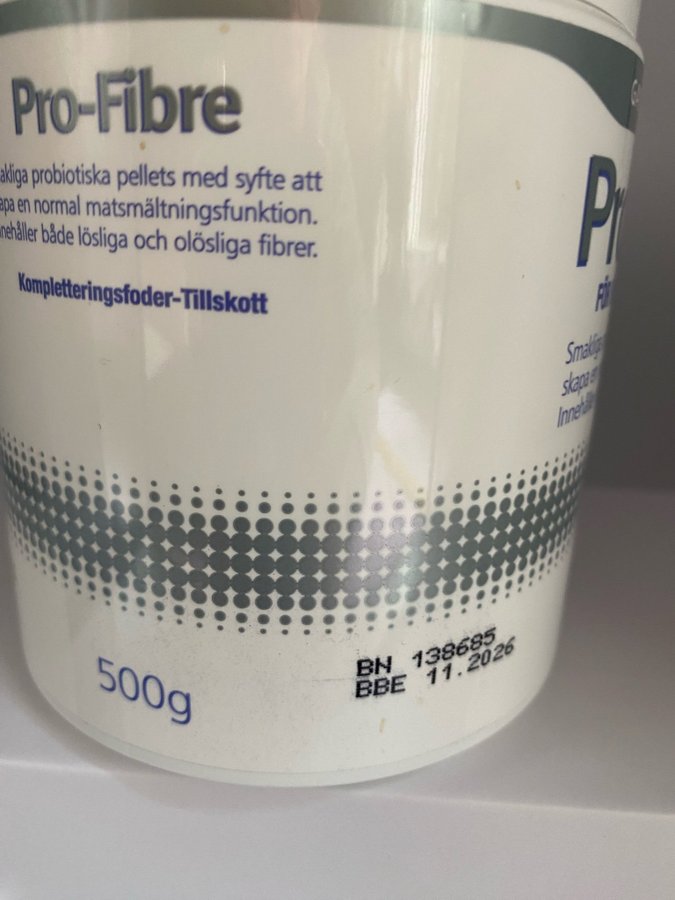 Pro-Fibre
probiotiska pellets med syfte att
en normal matsmältningsfunktion.
både lösliga och olösliga fibrer.
Kompletteringsfoder-Tillskott
500g
BN 138685
BBE 11.2026
skapa